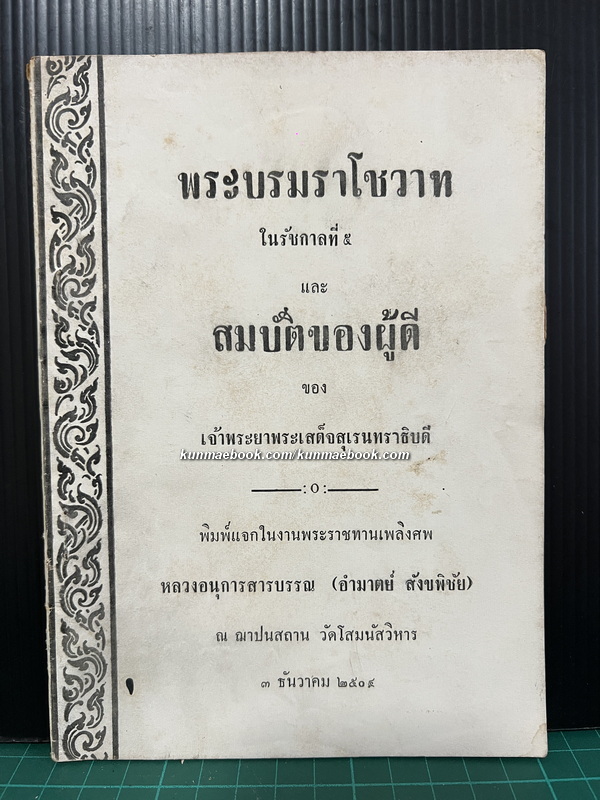 พระบรมราโชวาท
ในรัชกาลที่ ๕
และ
สมบัติของผู้ดี
ของ
เจ้าพระยาพระเสด็จสุเรนทราธิบดี
kunmaebook.com/kunmaebook.com
:๐:
พิมพ์แจกในงานพระราชทานเพลิงศพ
หลวงอนุการสารบรรณ (อำมาตย์ สังขพิชัย)
ณ ฌาปนสถาน วัดโสมนัสวิหาร
๓ ธันวาคม ๒๕๐๙